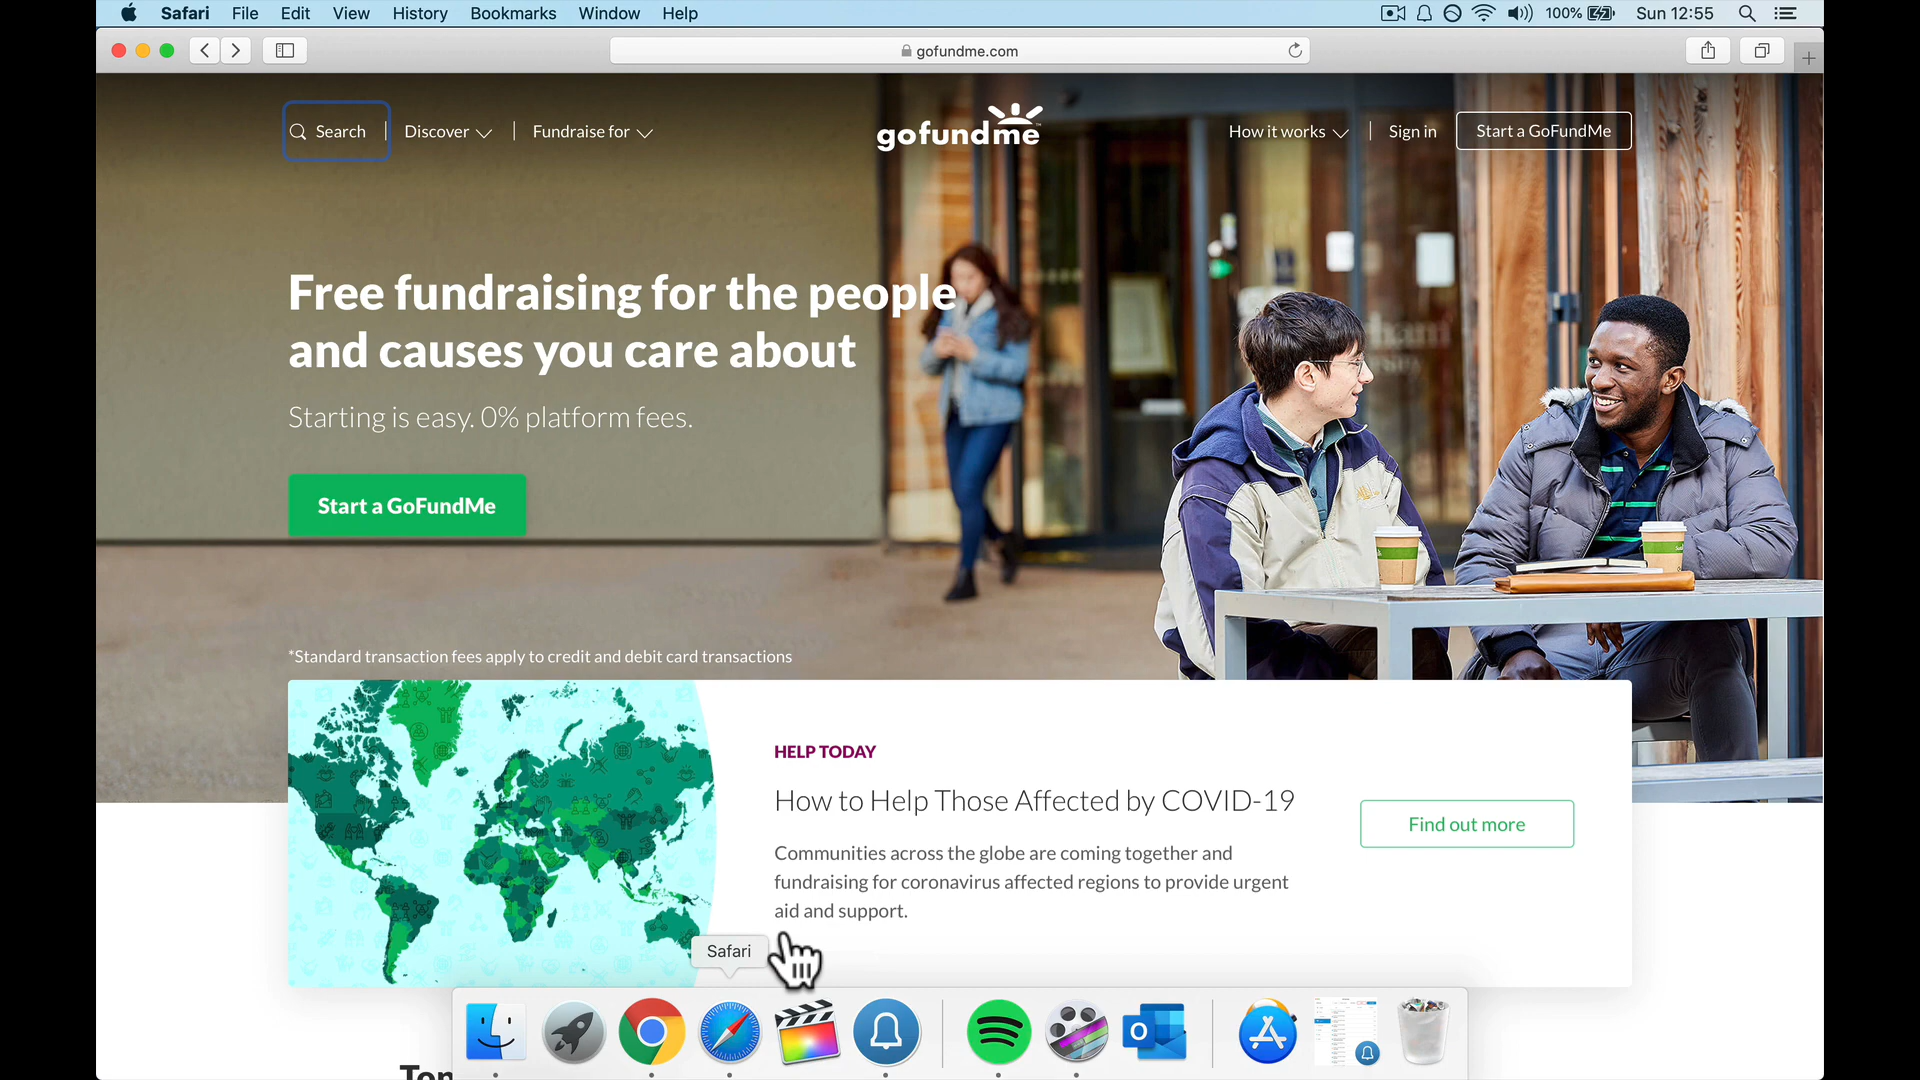 Safari File Edit View History Bookmarks Window Help 100% Sun 12:55
gofundme.com
Search Discover Fundraise for gofundme How it works Sign in Start a GoFundMe
Free fundraising for the people
and causes you care about
Starting is easy. 0% platform fees.
Start a GoFundMe
*Standard transaction fees apply to credit and debit card transactions
HELP TODAY
How to Help Those Affected by COVID-19
Find out more
Communities across the globe are coming together and
fundraising for coronavirus affected regions to provide urgent
aid and support.
Safari